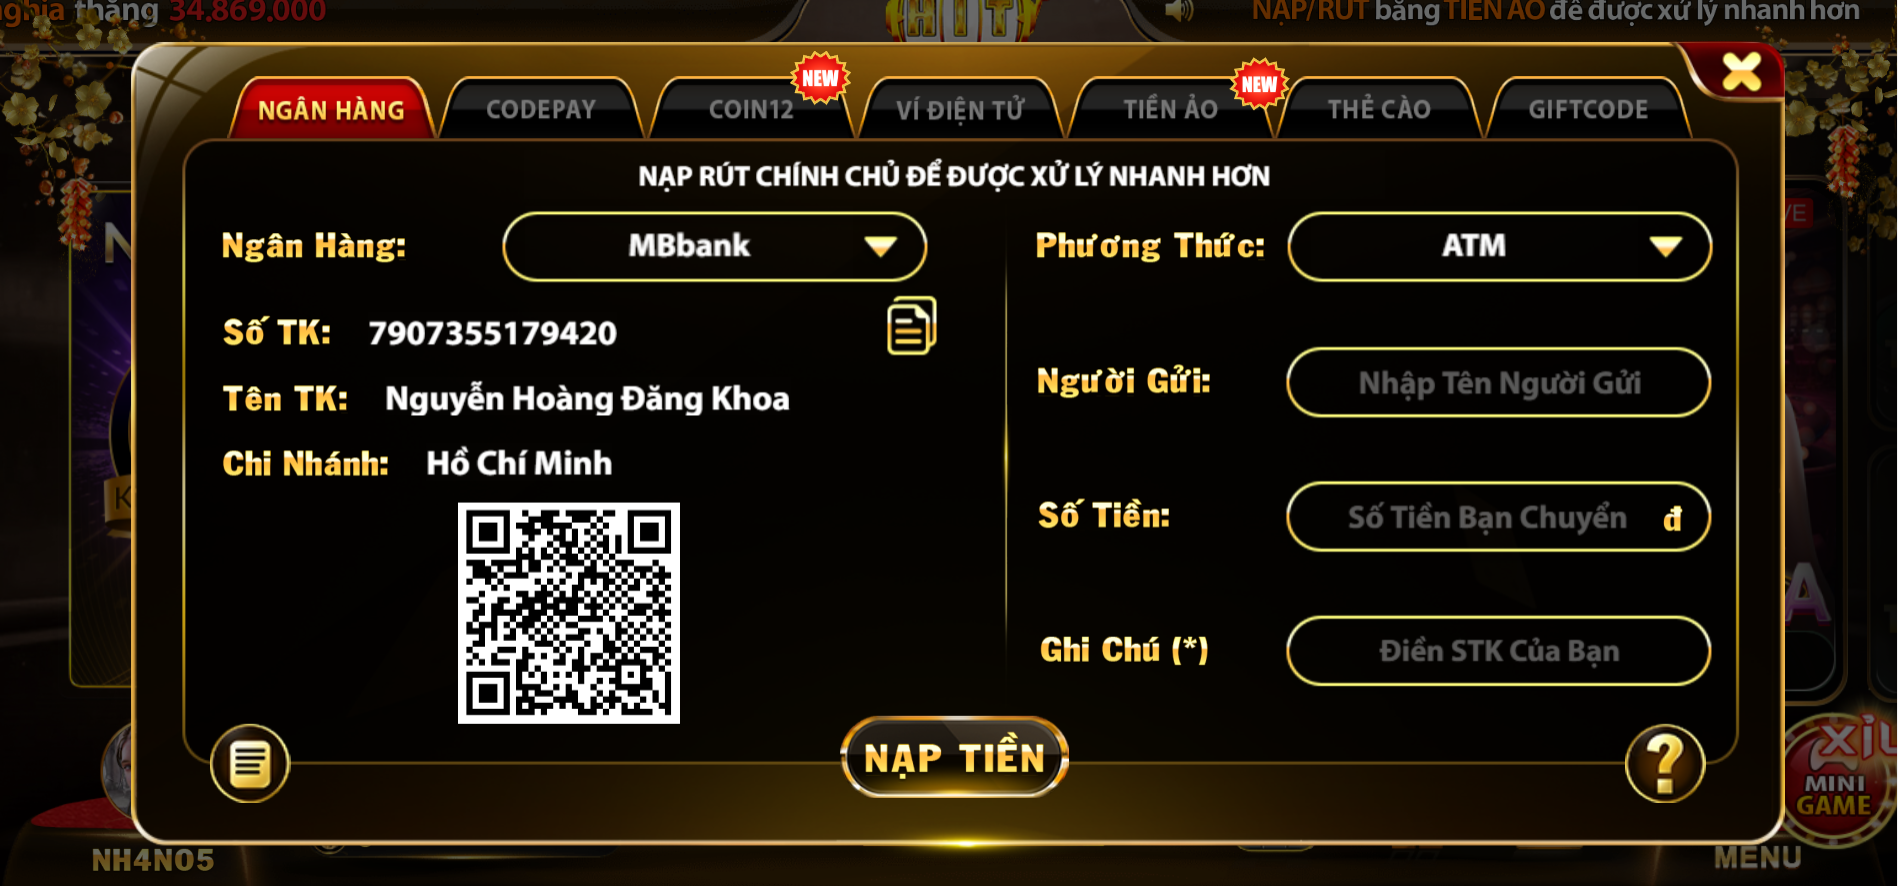 thắng 34.869.000
HIT
NẠP/RÚT bằng TIỀN ẢO để được xử lý nhanh hơn
NGÂN HÀNG
CODEPAY
COIN12
NEW
VÍ ĐIỆN TỬ
TIỀN ẢO
NEW
THẺ CÀO
GIFTCODE
NẠP RÚT CHÍNH CHỦ ĐỂ ĐƯỢC XỬ LÝ NHANH HƠN
Ngân Hàng: MBbank
Số TK: 7907355179420
Tên TK: Nguyễn Hoàng Đăng Khoa
Chi Nhánh: Hồ Chí Minh
Phương Thức: ATM
Người Gửi: Nhập Tên Người Gửi
Số Tiền: Số Tiền Bạn Chuyển đ
Ghi Chú (*) Điền STK Của Bạn
NẠP TIỀN
?
MINI
GAME
NH4N05
MENU